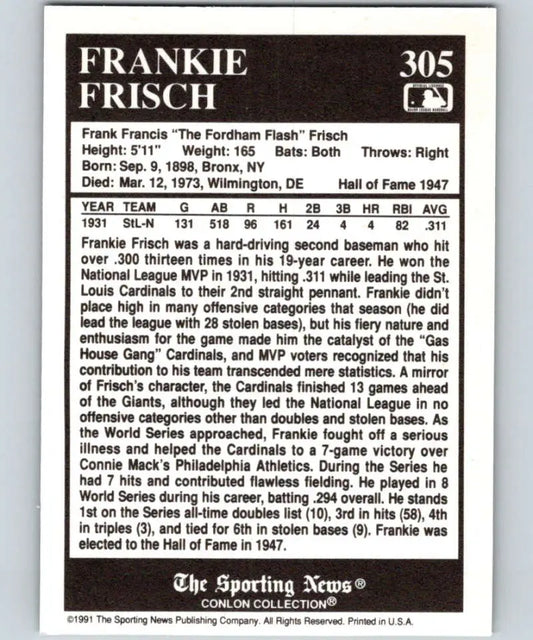 FRANKIE 305
FRISCH
Frank Francis "The Fordham Flash" Frisch
Height: 5'11" Weight: 165 Bats: Both Throws: Right
Born: Sep. 9, 1898, Bronx, NY
Died: Mar. 12, 1973, Wilmington, DE Hall of Fame 1947
YEAR TEAM G AB R H 2B 3B HR RBI AVG
1931 StL-N 131 518 96 161 24 4 4 82 .311
Frankie Frisch was a hard-driving second baseman who hit
over .300 thirteen times in his 19-year career. He won the
National League MVP in 1931, hitting .311 while leading the St.
Louis Cardinals to their 2nd straight pennant. Frankie didn't
place high in many offensive categories that season (he did
lead the league with 28 stolen bases), but his fiery nature and
enthusiasm for the game made him the catalyst of the "Gas
House Gang" Cardinals, and MVP voters recognized that his
contribution to his team transcended mere statistics. A mirror
of Frisch's character, the Cardinals finished 13 games ahead
of the Giants, although they led the National League in no
offensive categories other than doubles and stolen bases. As
the World Series approached, Frankie fought off a serious
illness and helped the Cardinals to a 7-game victory over
Connie Mack's Philadelphia Athletics. During the Series he
had 7 hits and contributed flawless fielding. He played in 8
World Series during his career, batting .294 overall. He stands
1st on the Series all-time doubles list (10), 3rd in hits (58), 4th
in triples (3), and tied for 6th in stolen bases (9). Frankie was
elected to the Hall of Fame in 1947.
The Sporting News®
CONLON COLLECTION®
©1991 The Sporting News Publishing Company. All Rights Reserved. Printed in U.S.A.